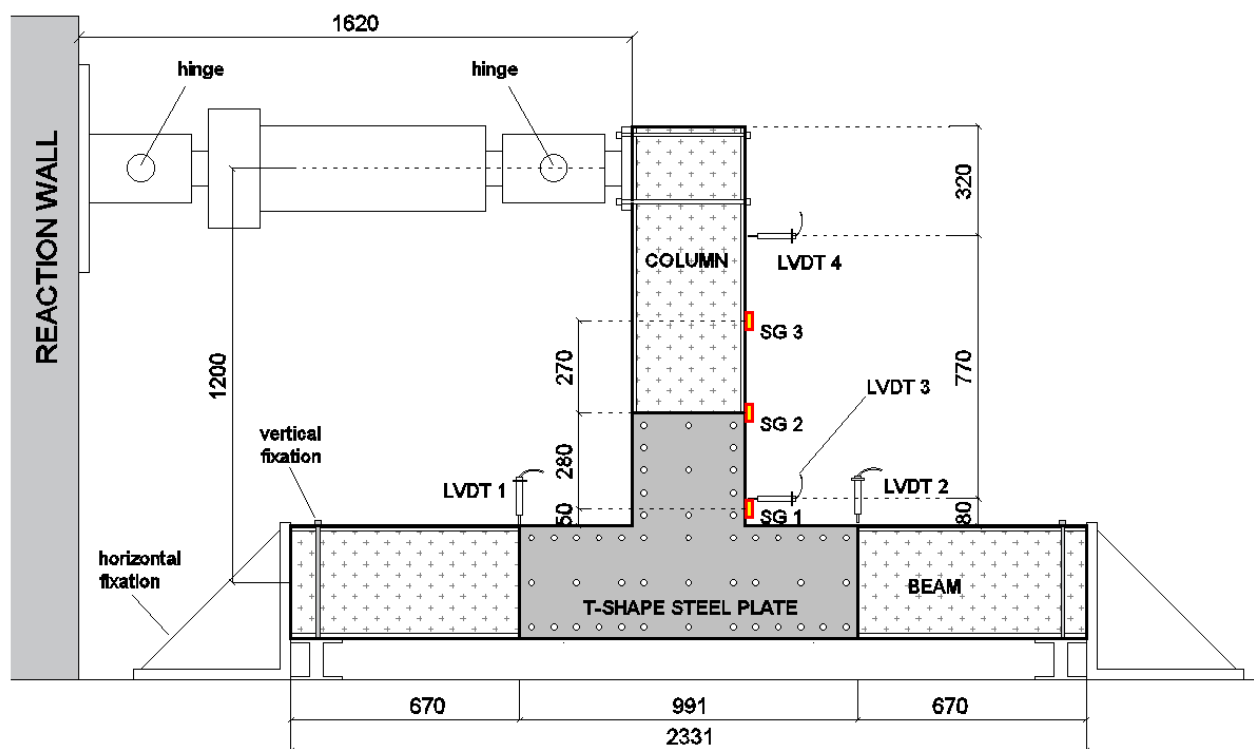 1620
hinge
hinge
REACTION WALL
320
COLUMN
LVDT 4
SG 3
1200
270
770
LVDT 3
SG 2
vertical
fixation
280
LVDT 1
LVDT 2
50
SG 1
80
horizontal
fixation
BEAM
T-SHAPE STEEL PLATE
670
991
670
2331